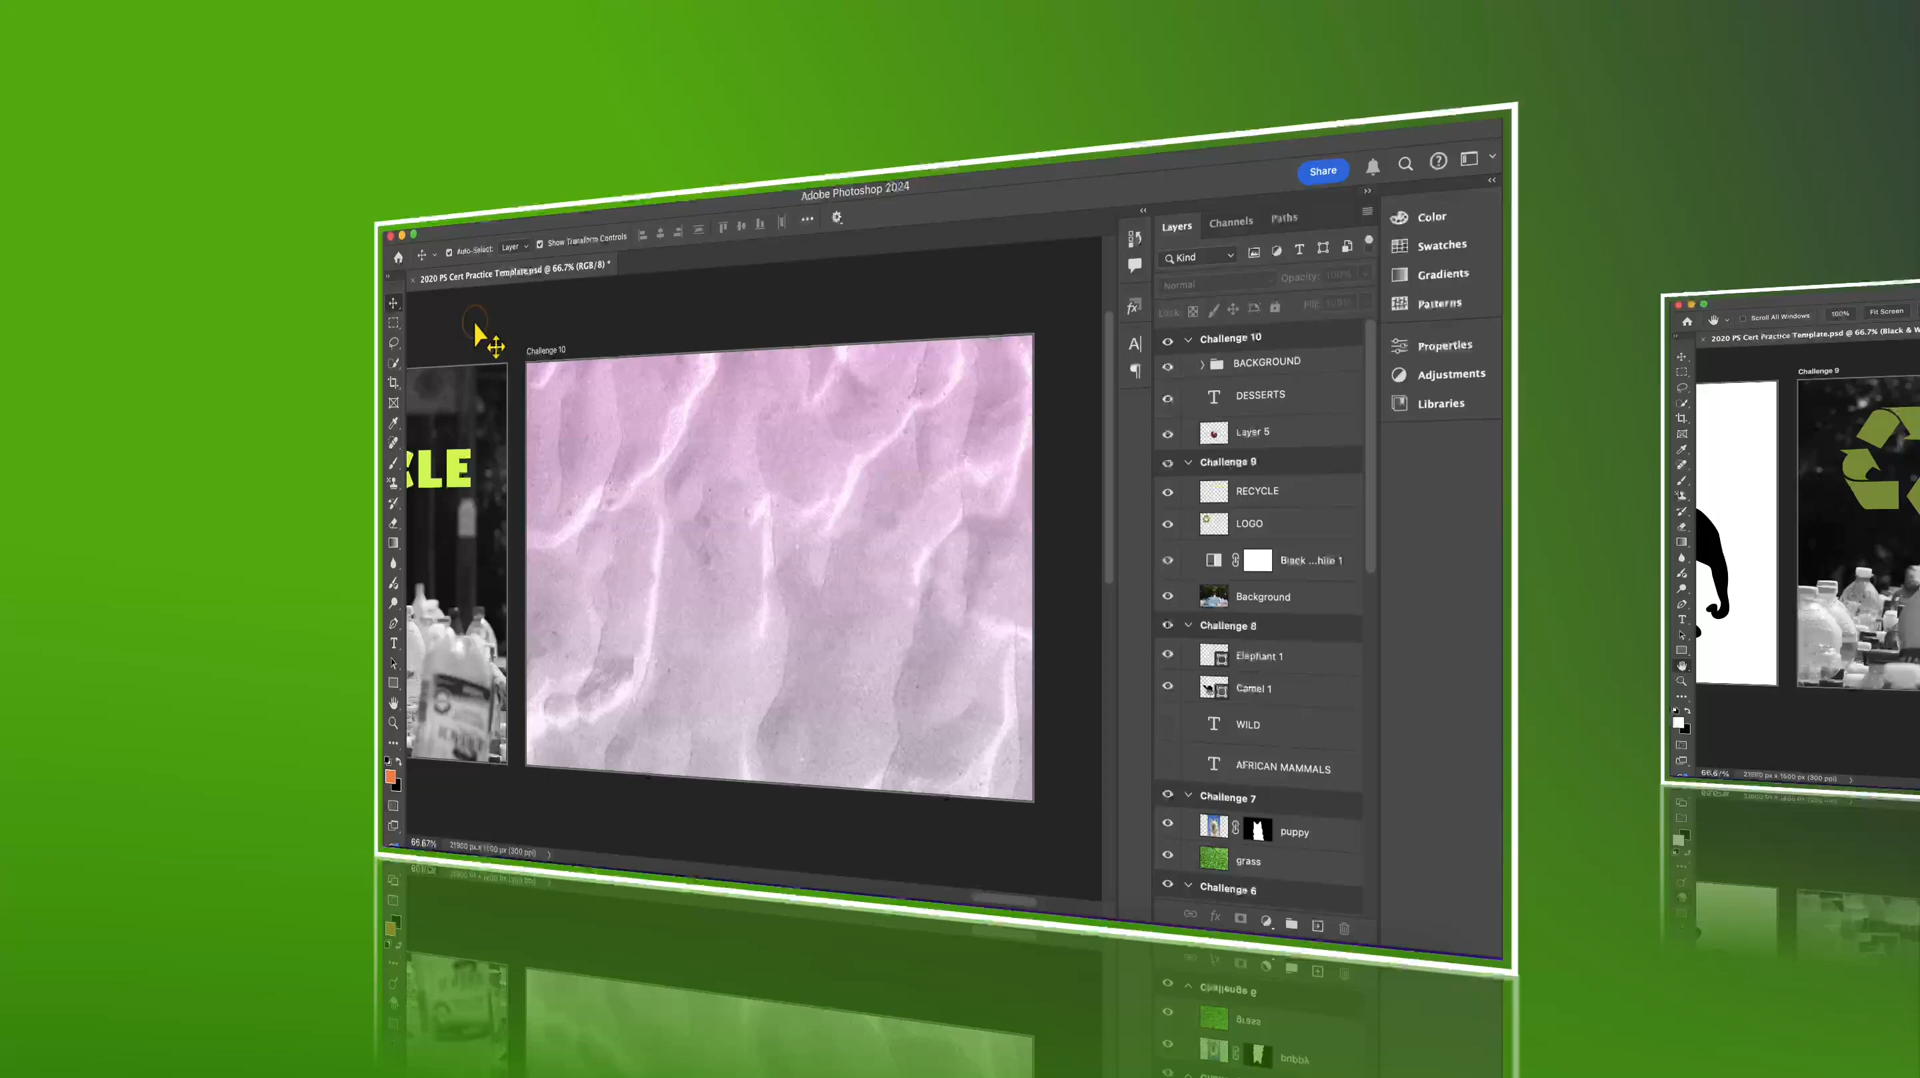 Adobe Photoshop 2024
Share
Auto-Select: Layer Show Transform Controls
2020 PS Cert Practice Template.psd @ 66.7% (RGB/8) *
Challenge 10
CLE
66.67% 21900 px x 1500 px (300 ppi)
Layers Channels Paths
Kind
Normal Opacity: 100%
Lock: Fill: 100%
Challenge 10
BACKGROUND
DESSERTS
Layer 5
Challenge 9
RECYCLE
LOGO
Black ...hite 1
Background
Challenge 8
Elephant 1
Camel 1
WILD
AFRICAN MAMMALS
Challenge 7
puppy
grass
Challenge 6
Color
Swatches
Gradients
Patterns
Properties
Adjustments
Libraries
Scroll All Windows 100% Fit Screen
2020 PS Cert Practice Template.psd @ 66.7% (Black & W
Challenge 9
66.67% 21900 px x 1500 px (300 ppi)